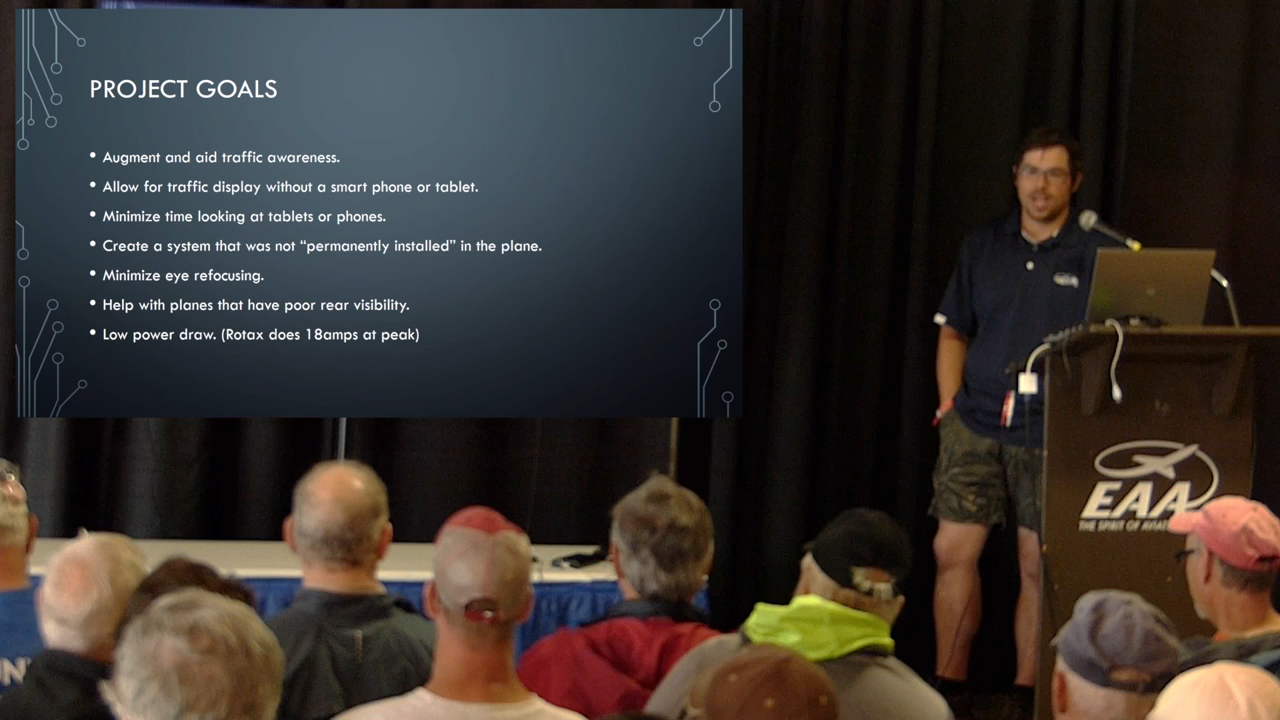 PROJECT GOALS
• Augment and aid traffic awareness.
• Allow for traffic display without a smart phone or tablet.
• Minimize time looking at tablets or phones.
• Create a system that was not “permanently installed” in the plane.
• Minimize eye refocusing.
• Help with planes that have poor rear visibility.
• Low power draw. (Rotax does 18amps at peak)
EAA
THE SPIRIT OF